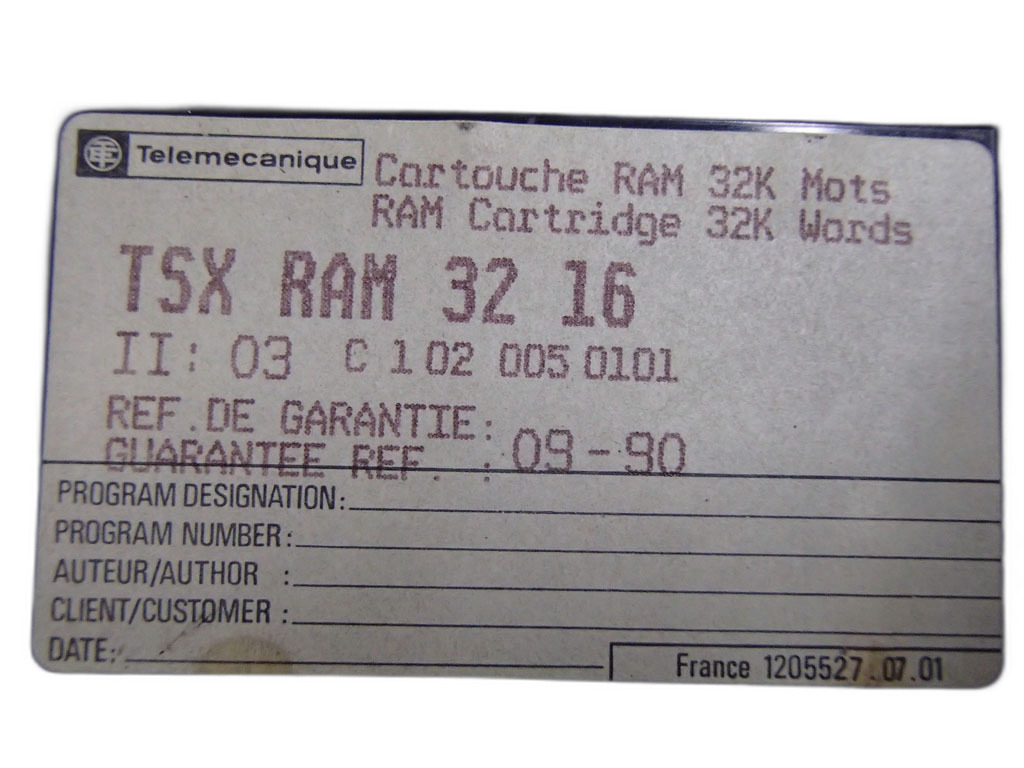 TE Telemecanique
Cartouche RAM 32K Mots
RAM Cartridge 32K Words
TSX RAM 32 16
II: 03 C 1 02 005 0101
REF.DE GARANTIE:
GUARANTEE REF. : 09-90
PROGRAM DESIGNATION:
PROGRAM NUMBER:
AUTEUR/AUTHOR :
CLIENT/CUSTOMER :
DATE:
France 1205527.07.01